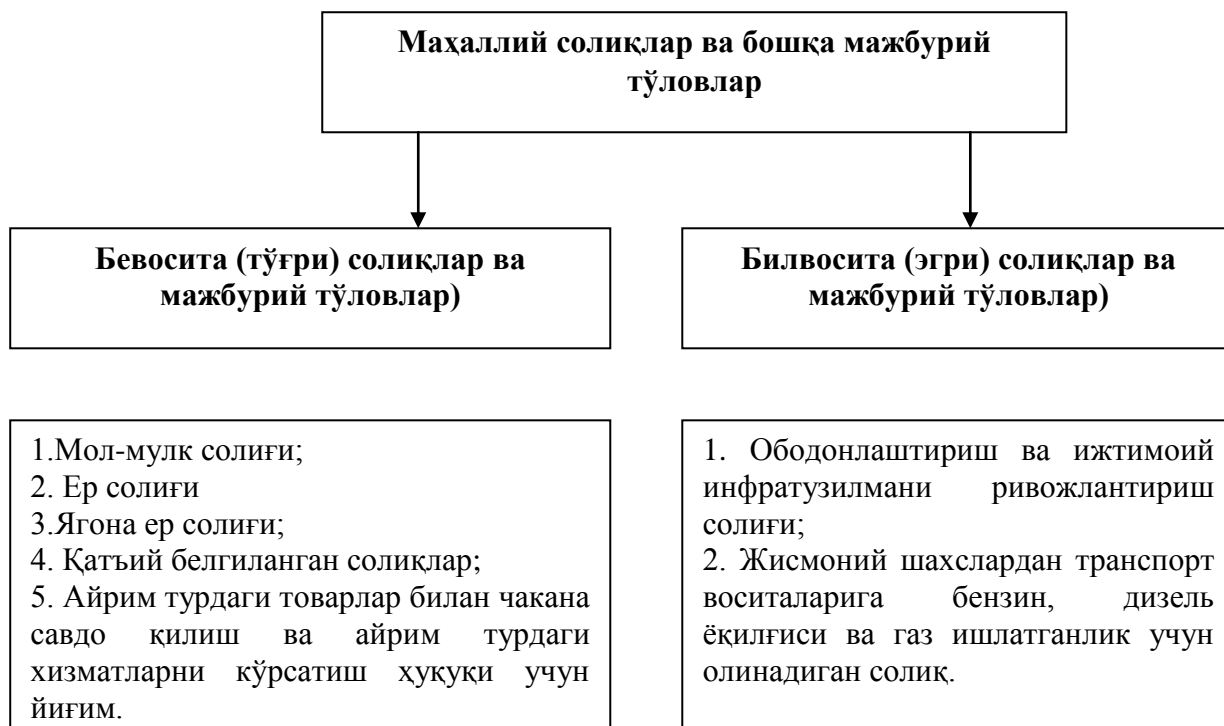 Маҳаллий солиқлар ва бошқа мажбурий
тўловлар
Бевосита (тўғри) солиқлар ва
мажбурий тўловлар)
Билвосита (эгри) солиқлар ва
мажбурий тўловлар)
1.Мол-мулк солиғи;
2. Ер солиғи
3.Ягона ер солиғи;
4. Қатъий белгиланган солиқлар;
5. Айрим турдаги товарлар билан чакана
савдо қилиш ва айрим турдаги
хизматларни кўрсатиш ҳуқуқи учун
йиғим.
1. Ободонлаштириш ва ижтимоий
инфратузилмани ривожлантириш
солиғи;
2. Жисмоний шахслардан транспорт
воситаларига бензин, дизель
ёқилғиси ва газ ишлатганлик учун
олинадиган солиқ.